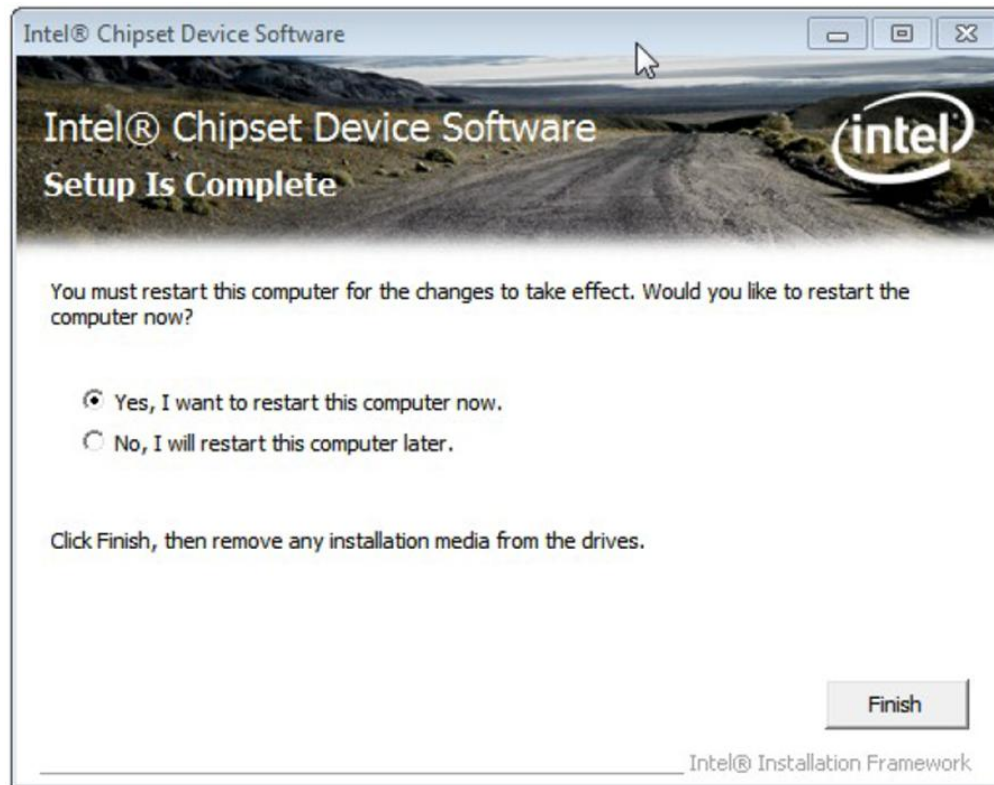 Intel® Chipset Device Software
Intel® Chipset Device Software
intel
Setup Is Complete
You must restart this computer for the changes to take effect. Would you like to restart the
computer now?
Yes, I want to restart this computer now.
No, I will restart this computer later.
Click Finish, then remove any installation media from the drives.
Finish
Intel® Installation Framework